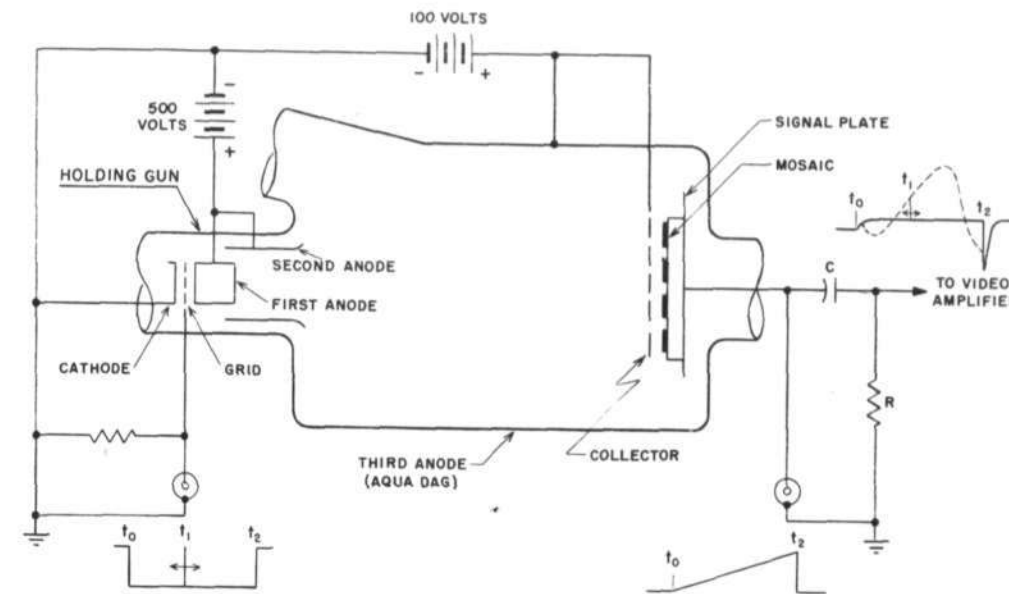 100 VOLTS
- +
-
500
VOLTS
+
SIGNAL PLATE
MOSAIC
HOLDING GUN
t₀
t₁
t₂
SECOND ANODE
C
TO VIDEO
AMPLIFIER
FIRST ANODE
CATHODE
GRID
R
THIRD ANODE
(AQUA DAG)
COLLECTOR
t₀ t₁ t₂
t₀ t₂